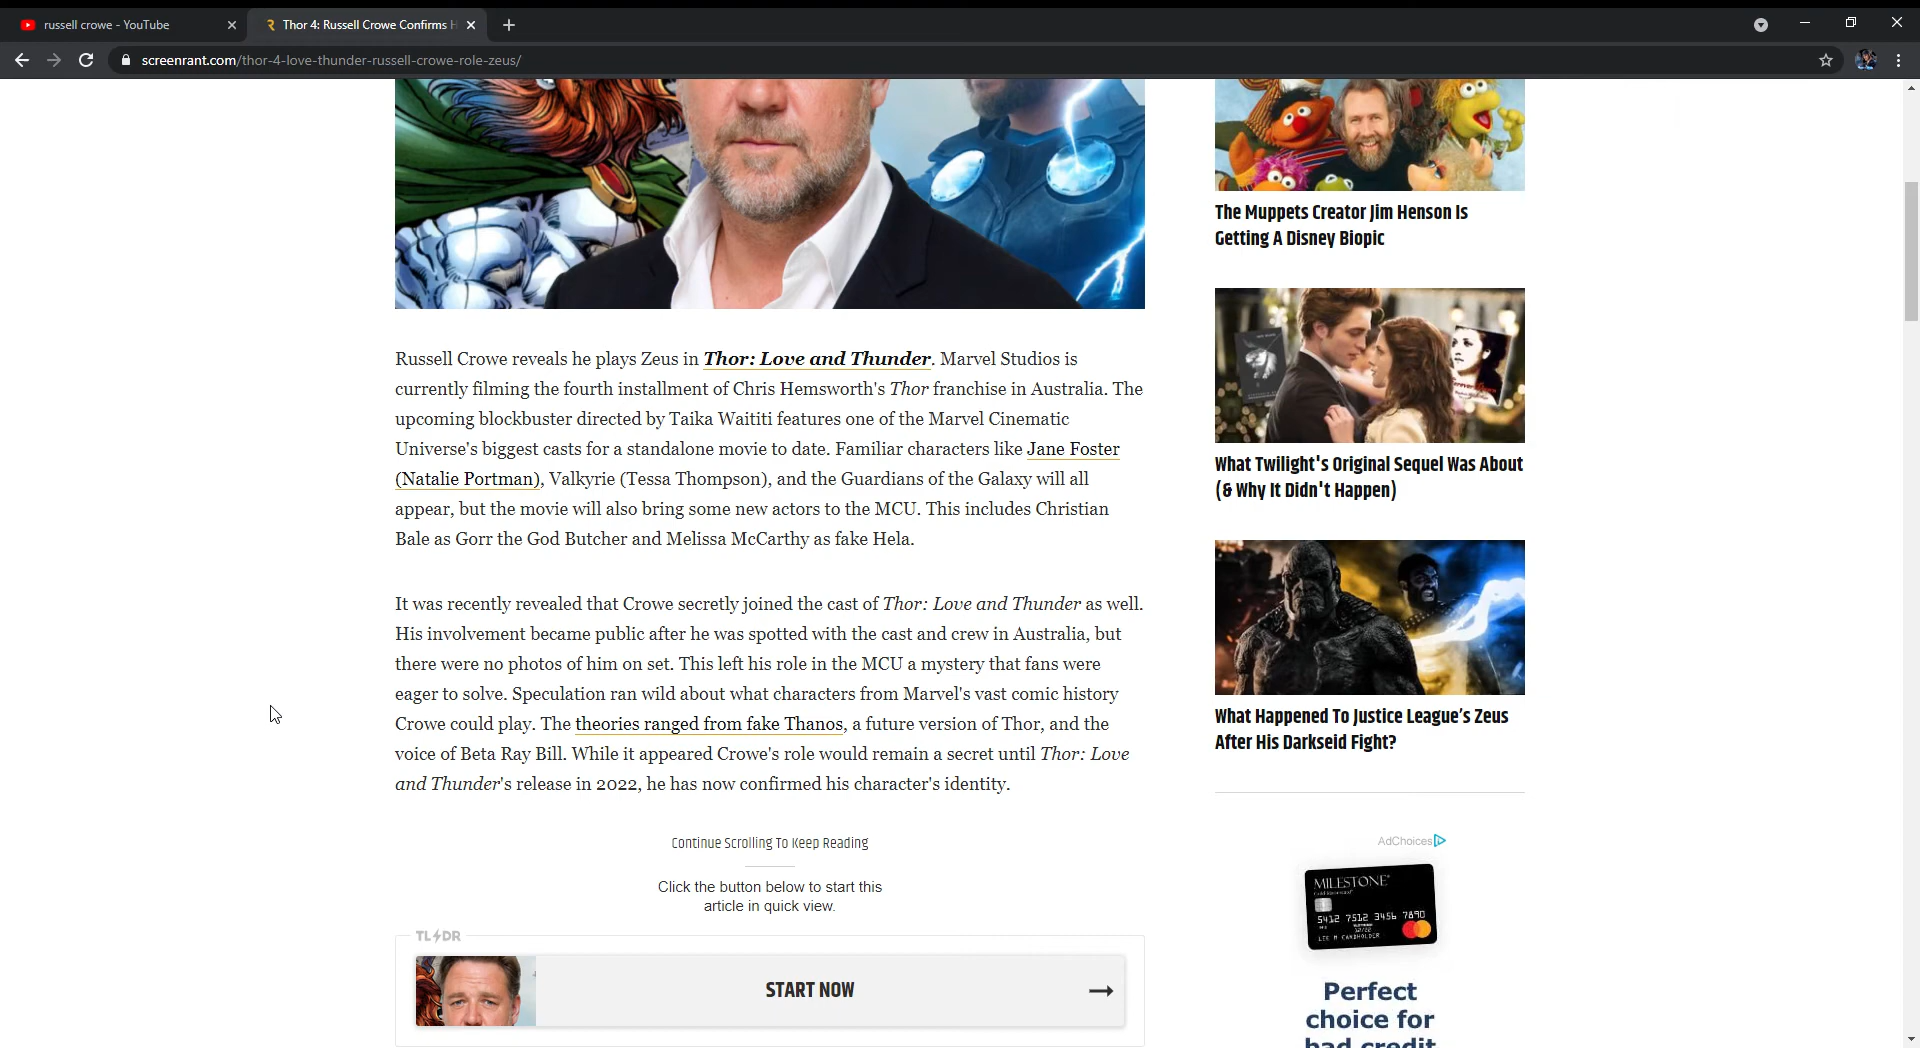 russell crowe - YouTube
Thor 4: Russell Crowe Confirms H
screenrant.com/thor-4-love-thunder-russell-crowe-role-zeus/
Russell Crowe reveals he plays Zeus in Thor: Love and Thunder. Marvel Studios is
currently filming the fourth installment of Chris Hemsworth's Thor franchise in Australia. The
upcoming blockbuster directed by Taika Waititi features one of the Marvel Cinematic
Universe's biggest casts for a standalone movie to date. Familiar characters like Jane Foster
(Natalie Portman), Valkyrie (Tessa Thompson), and the Guardians of the Galaxy will all
appear, but the movie will also bring some new actors to the MCU. This includes Christian
Bale as Gorr the God Butcher and Melissa McCarthy as fake Hela.
It was recently revealed that Crowe secretly joined the cast of Thor: Love and Thunder as well.
His involvement became public after he was spotted with the cast and crew in Australia, but
there were no photos of him on set. This left his role in the MCU a mystery that fans were
eager to solve. Speculation ran wild about what characters from Marvel's vast comic history
Crowe could play. The theories ranged from fake Thanos, a future version of Thor, and the
voice of Beta Ray Bill. While it appeared Crowe's role would remain a secret until Thor: Love
and Thunder's release in 2022, he has now confirmed his character's identity.
Continue Scrolling To Keep Reading
Click the button below to start this
article in quick view.
TL DR
START NOW
The Muppets Creator Jim Henson Is
Getting A Disney Biopic
What Twilight's Original Sequel Was About
(& Why It Didn't Happen)
What Happened To Justice League's Zeus
After His Darkseid Fight?
AdChoices
MILESTONE
5412 7512 3456 7890
12/22
LEE M CARDHOLDER
Perfect
choice for
bad credit